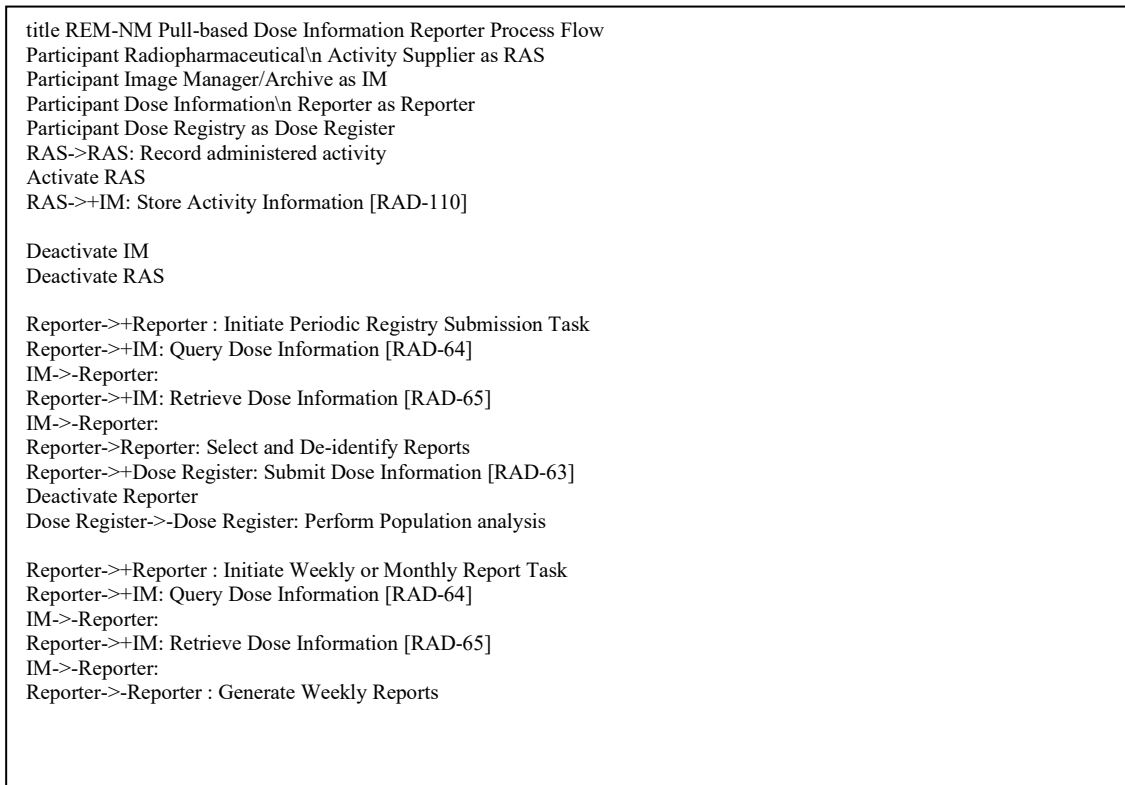 title REM-NM Pull-based Dose Information Reporter Process Flow
Participant Radiopharmaceutical\n Activity Supplier as RAS
Participant Image Manager/Archive as IM
Participant Dose Information\n Reporter as Reporter
Participant Dose Registry as Dose Register
RAS->RAS: Record administered activity
Activate RAS
RAS->+IM: Store Activity Information [RAD-110]
Deactivate IM
Deactivate RAS
Reporter->+Reporter : Initiate Periodic Registry Submission Task
Reporter->+IM: Query Dose Information [RAD-64]
IM->-Reporter:
Reporter->+IM: Retrieve Dose Information [RAD-65]
IM->-Reporter:
Reporter->Reporter: Select and De-identify Reports
Reporter->+Dose Register: Submit Dose Information [RAD-63]
Deactivate Reporter
Dose Register->-Dose Register: Perform Population analysis
Reporter->+Reporter : Initiate Weekly or Monthly Report Task
Reporter->+IM: Query Dose Information [RAD-64]
IM->-Reporter:
Reporter->+IM: Retrieve Dose Information [RAD-65]
IM->-Reporter:
Reporter->-Reporter : Generate Weekly Reports